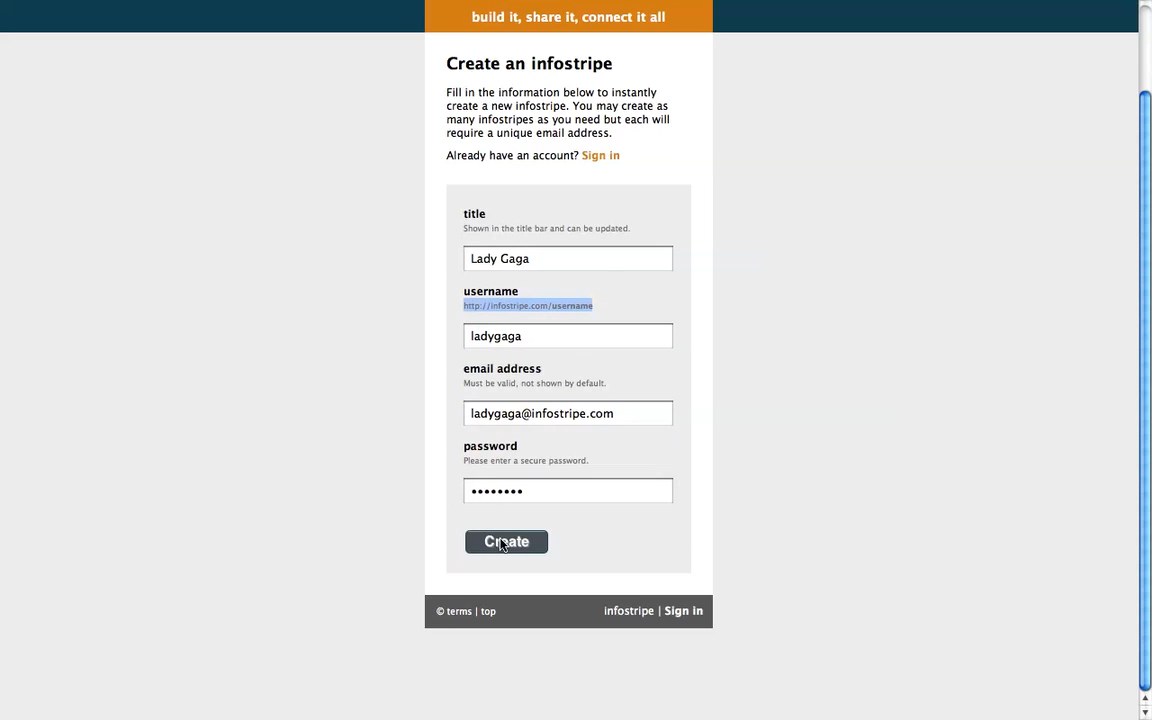 build it, share it, connect it all
Create an infostripe
Fill in the information below to instantly
create a new infostripe. You may create as
many infostripes as you need but each will
require a unique email address.
Already have an account? Sign in
title
Shown in the title bar and can be updated.
Lady Gaga
username
http://infostripe.com/username
ladygaga
email address
Must be valid, not shown by default.
ladygaga@infostripe.com
password
Please enter a secure password.
••••••••
Create
© terms | top infostripe | Sign in